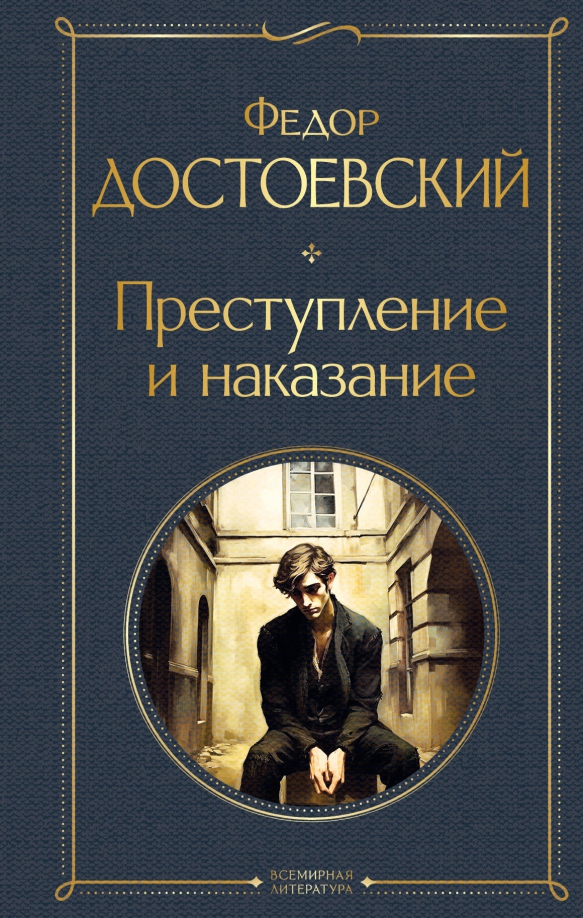 Федор
ДОСТОЕВСКИЙ
Преступление
и наказание
ВСЕМИРНАЯ
ЛИТЕРАТУРА